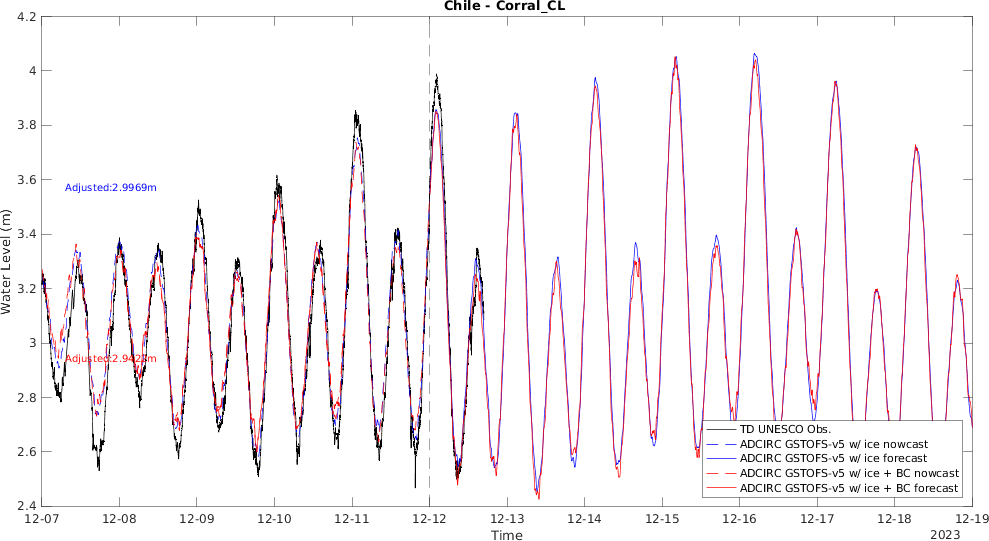 Chile - Corral_CL
4.2
4
3.8
3.6
3.4
3.2
3
2.8
2.6
2.4
Water Level (m)
Adjusted:2.9969m
TD UNESCO Obs.
ADCIRC GSTOFS-v5 w/ ice nowcast
ADCIRC GSTOFS-v5 w/ ice forecast
ADCIRC GSTOFS-v5 w/ ice + BC nowcast
ADCIRC GSTOFS-v5 w/ ice + BC forecast
12-07 12-08 12-09 12-10 12-11 12-12 12-13 12-14 12-15 12-16 12-17 12-18 12-19
Time
2023